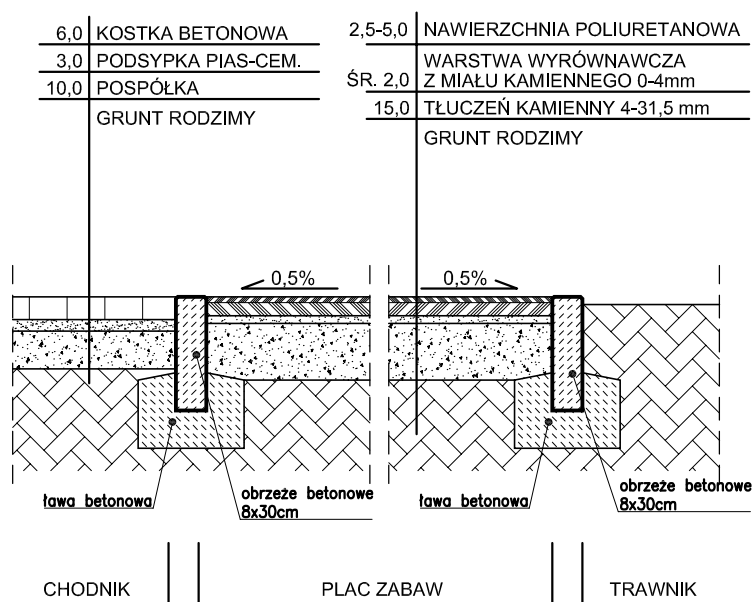 6,0 KOSTKA BETONOWA
3,0 PODSYPKA PIAS-CEM.
10,0 POSPÓŁKA
GRUNT RODZIMY
2,5-5,0 NAWIERZCHNIA POLIURETANOWA
WARSTWA WYRÓWNAWCZA
ŚR. 2,0 Z MIAŁU KAMIENNEGO 0-4mm
15,0 TŁUCZEŃ KAMIENNY 4-31,5 mm
GRUNT RODZIMY
0,5%
0,5%
ława betonowa
obrzeże betonowe
8x30cm
ława betonowa
obrzeże betonowe
8x30cm
CHODNIK
PLAC ZABAW
TRAWNIK